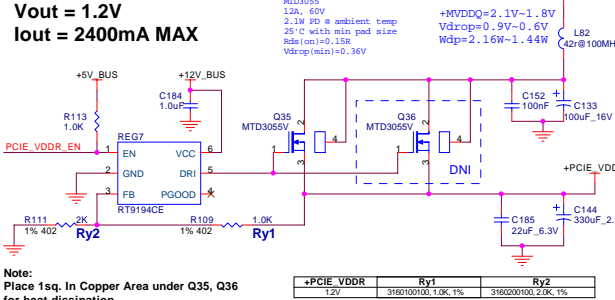 Vout = 1.2V
Iout = 2400mA MAX
MTD3055
12A, 60V
2.1W PD @ ambient temp
25'C with min pad size
Rds(on)=0.15R
Vdrop(min)=0.36V
+MVDDQ=2.1V~1.8V
Vdrop=0.9V~0.6V
Wdp=2.16W~1.44W
L82
42r@100MH
+5V_BUS
+12V_BUS
C184
1.0uF
R113
1.0K
Q35
MTD3055V
Q36
MTD3055V
C152
100nF
C133
100uF_16V
PCIE_VDDR_EN
REG7
1
EN
VCC
6
2
GND
DRI
5
3
FB
PGOOD
4
RT9194CE
1
2
3
4
1
2
3
4
DNI
+PCIE_VDD
R111
2K
1% 402
Ry2
R109
1.0K
1% 402
Ry1
C185
22uF_6.3V
C144
330uF_2.
Note:
Place 1sq. In Copper Area under Q35, Q36
for heat dissipation
+PCIE_VDDR Ry1 Ry2
1.2V 3160100100, 1.0K, 1% 3160200100, 2.0K, 1%